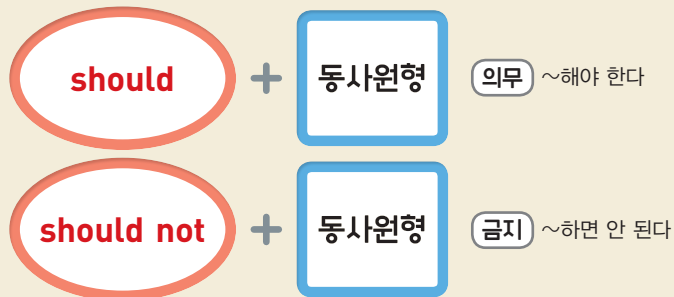 should + 동사원형 의무 ~해야 한다
should not + 동사원형 금지 ~하면 안 된다